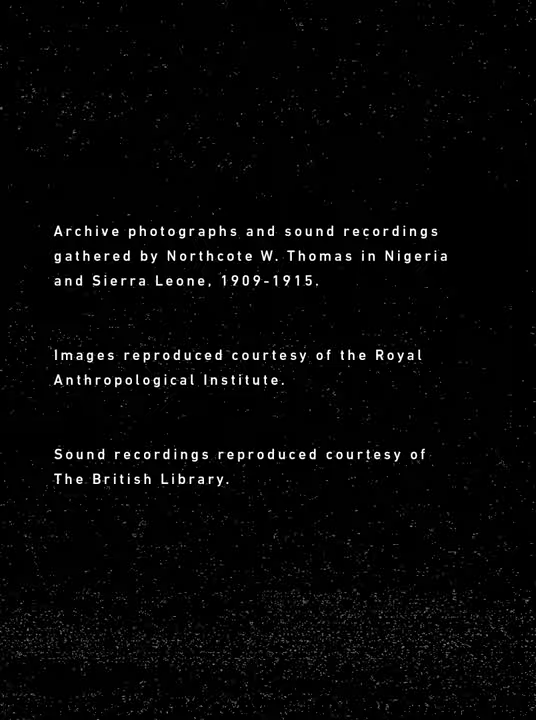 Archive photographs and sound recordings
gathered by Northcote W. Thomas in Nigeria
and Sierra Leone, 1909-1915.
Images reproduced courtesy of the Royal
Anthropological Institute.
Sound recordings reproduced courtesy of
The British Library.